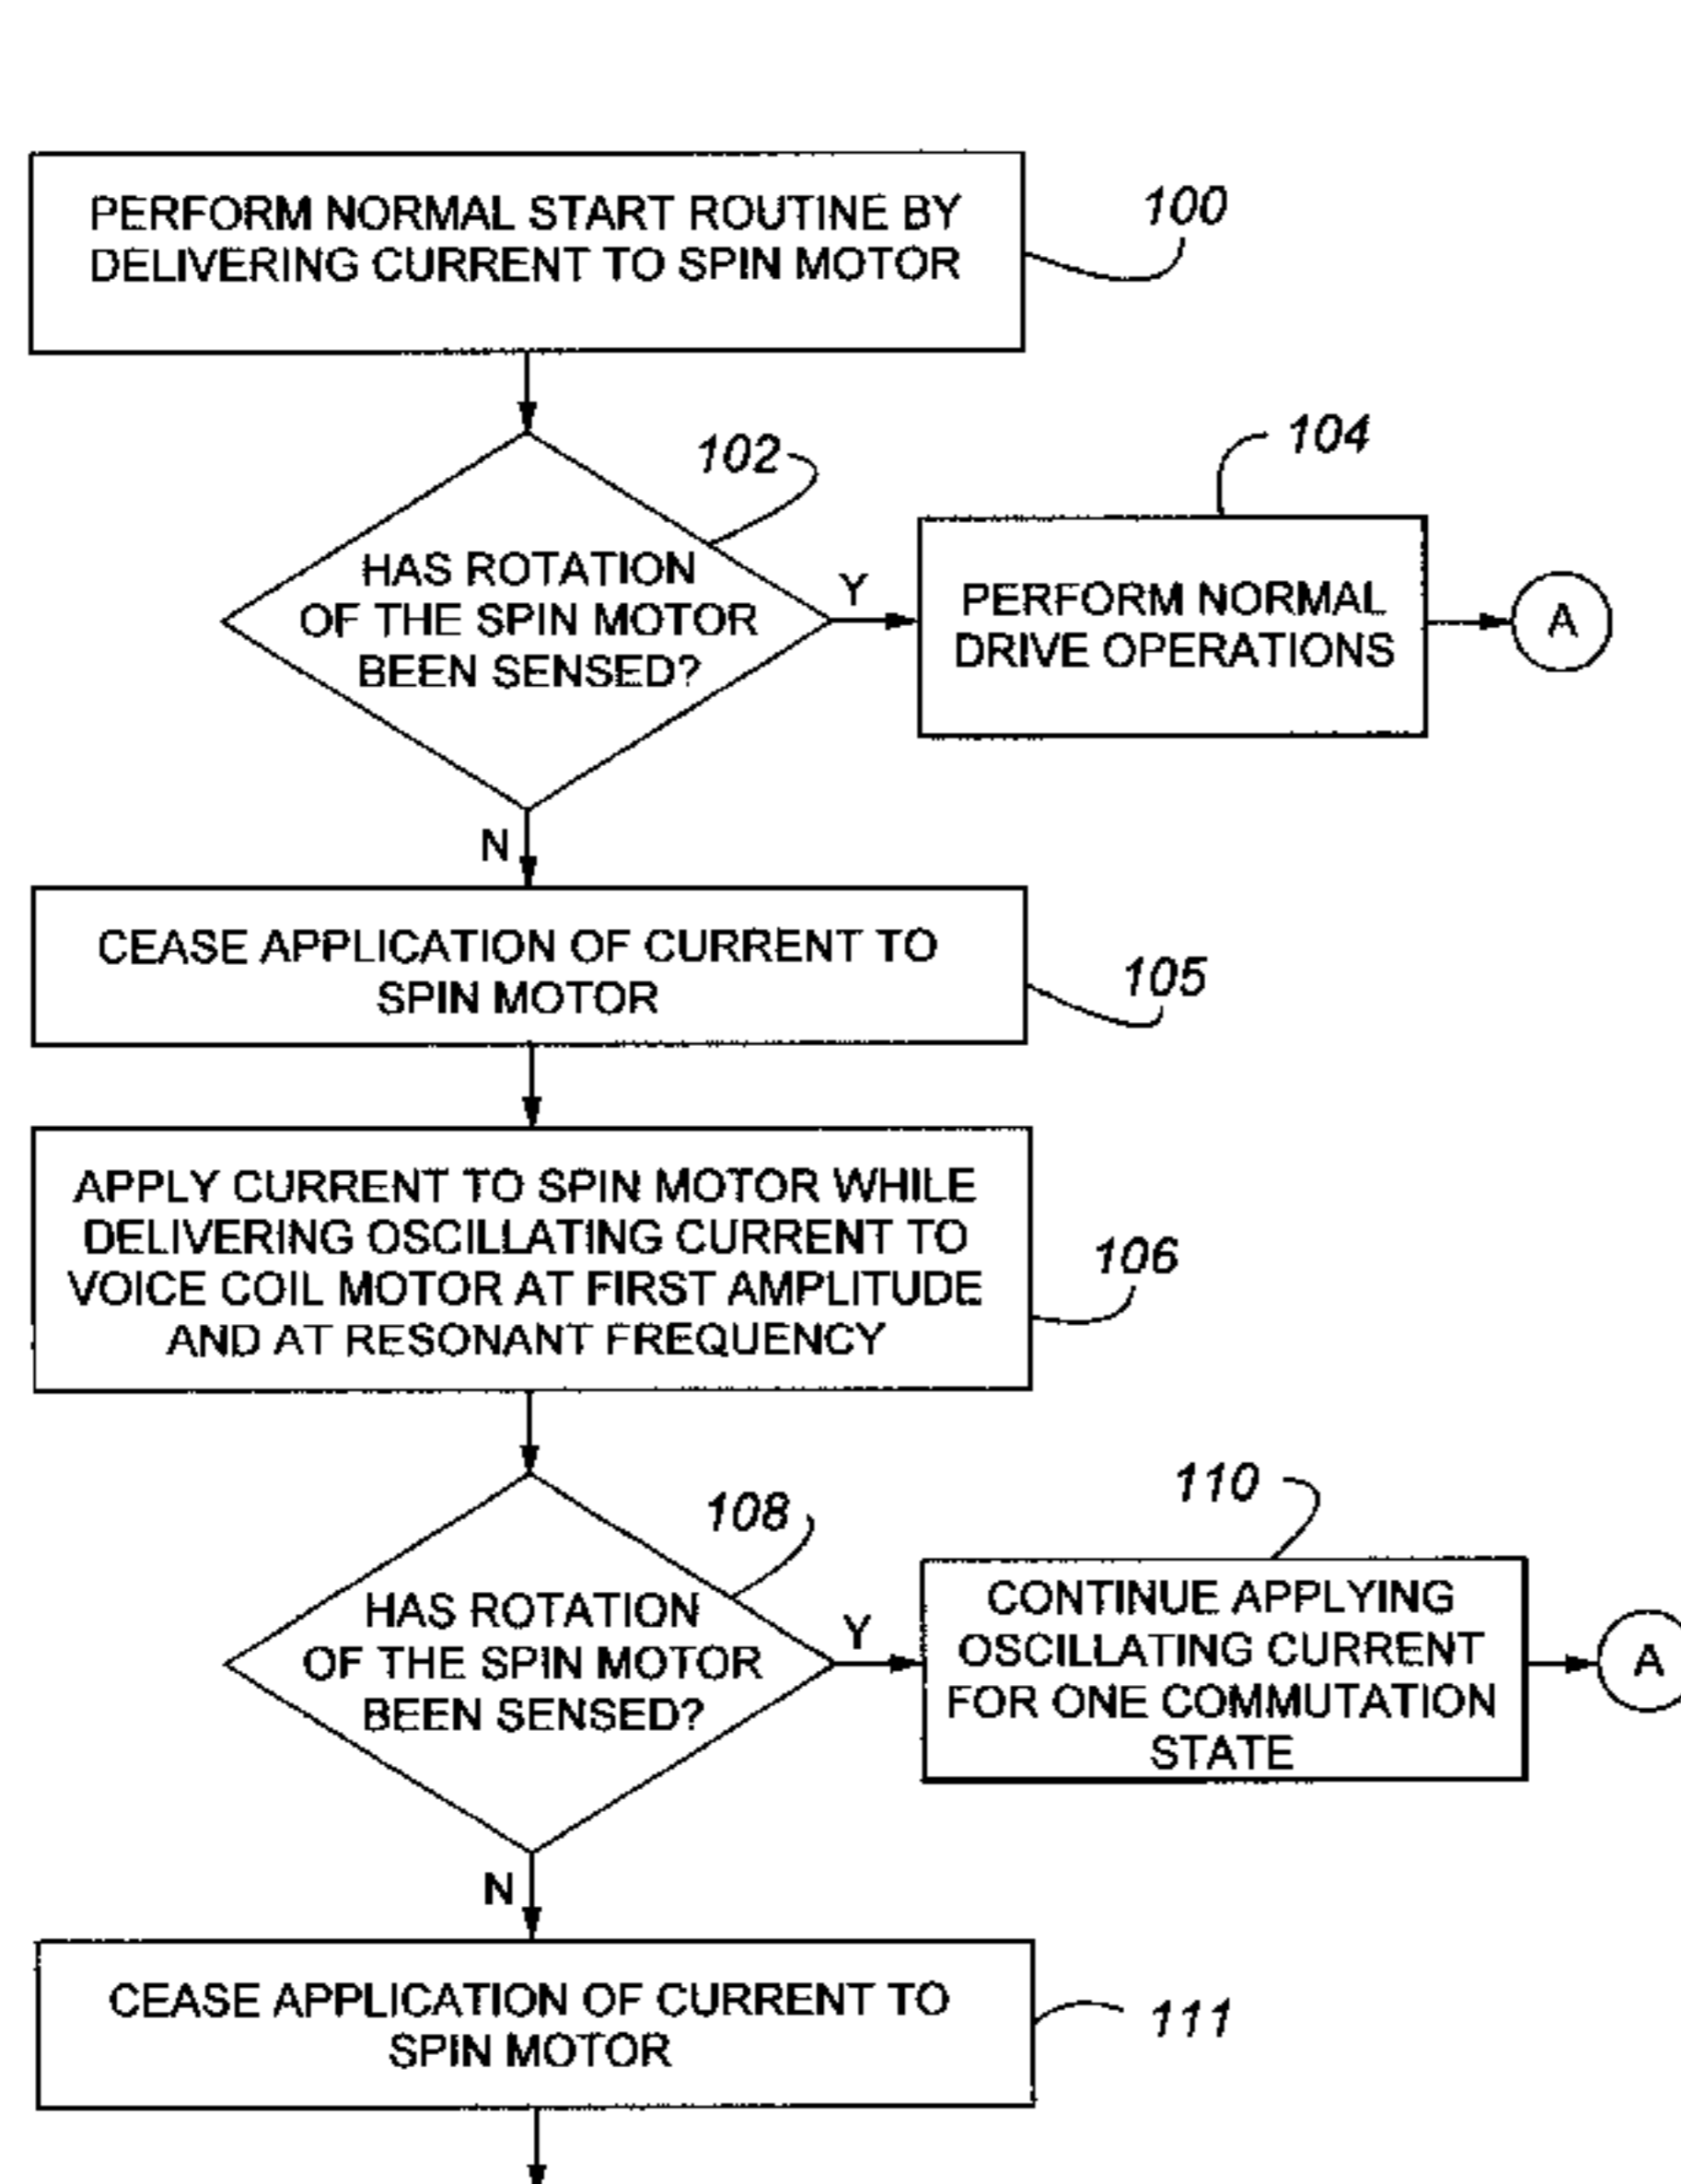 PERFORM NORMAL START ROUTINE BY
DELIVERING CURRENT TO SPIN MOTOR
100
102
HAS ROTATION
OF THE SPIN MOTOR
BEEN SENSED?
Y
104
PERFORM NORMAL
DRIVE OPERATIONS
A
N
CEASE APPLICATION OF CURRENT TO
SPIN MOTOR
105
APPLY CURRENT TO SPIN MOTOR WHILE
DELIVERING OSCILLATING CURRENT TO
VOICE COIL MOTOR AT FIRST AMPLITUDE
AND AT RESONANT FREQUENCY
106
108
HAS ROTATION
OF THE SPIN MOTOR
BEEN SENSED?
Y
110
CONTINUE APPLYING
OSCILLATING CURRENT
FOR ONE COMMUTATION
STATE
A
N
CEASE APPLICATION OF CURRENT TO
SPIN MOTOR
111